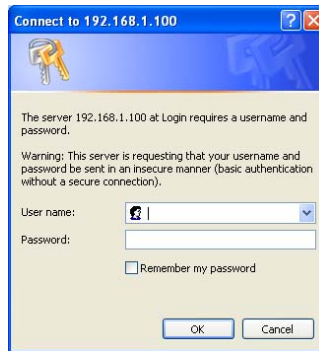 Connect to 192.168.1.100
The server 192.168.1.100 at Login requires a username and
password.
Warning: This server is requesting that your username and
password be sent in an insecure manner (basic authentication
without a secure connection).
User name:
Password:
Remember my password
OK
Cancel